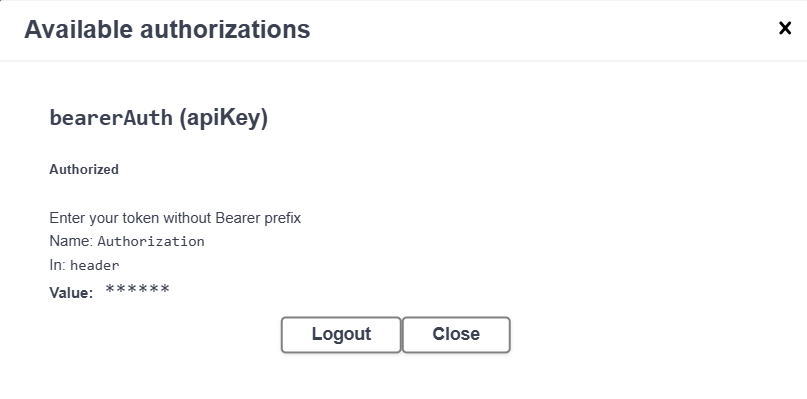 Available authorizations
bearerAuth (apiKey)
Authorized
Enter your token without Bearer prefix
Name: Authorization
In: header
Value: ******
Logout Close